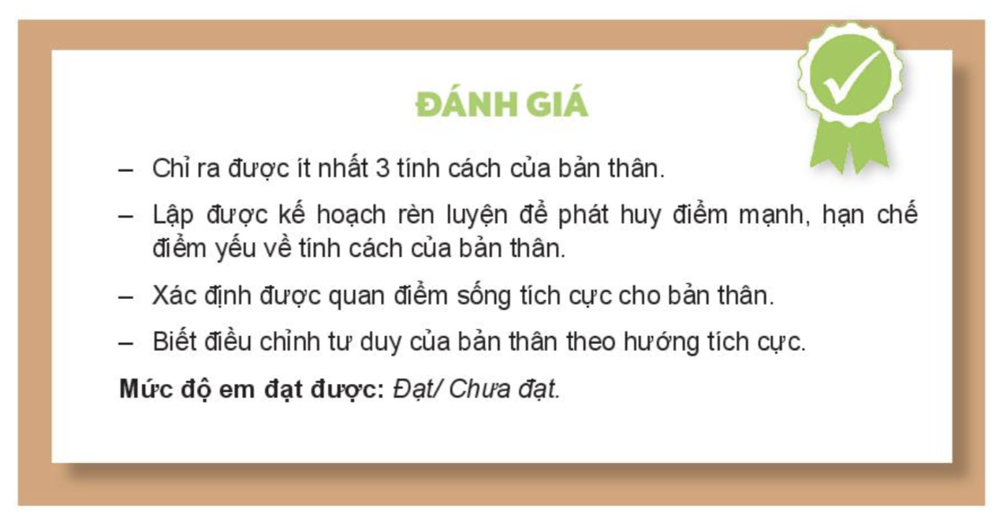 ĐÁNH GIÁ
– Chỉ ra được ít nhất 3 tính cách của bản thân.
– Lập được kế hoạch rèn luyện để phát huy điểm mạnh, hạn chế
điểm yếu về tính cách của bản thân.
– Xác định được quan điểm sống tích cực cho bản thân.
– Biết điều chỉnh tư duy của bản thân theo hướng tích cực.
Mức độ em đạt được: Đạt/ Chưa đạt.